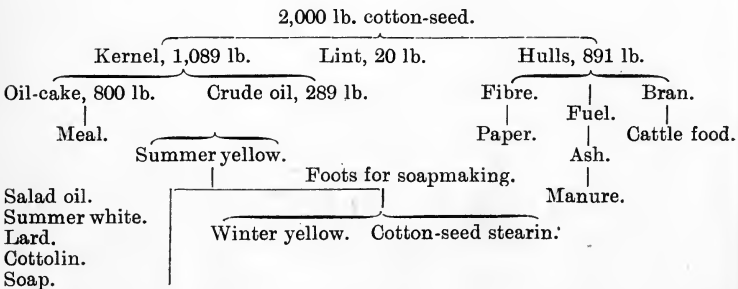 2,000 lb. cotton-seed.
Kernel, 1,089 lb. Lint, 20 lb. Hulls, 891 lb.
Oil-cake, 800 lb. Crude oil, 289 lb. Fibre. Bran.
Fuel.
Meal. Paper. Cattle food.
Summer yellow. Ash.
Foots for soapmaking.
Salad oil. Manure.
Summer white.
Lard. Winter yellow. Cotton-seed stearin.
Cottolin.
Soap.